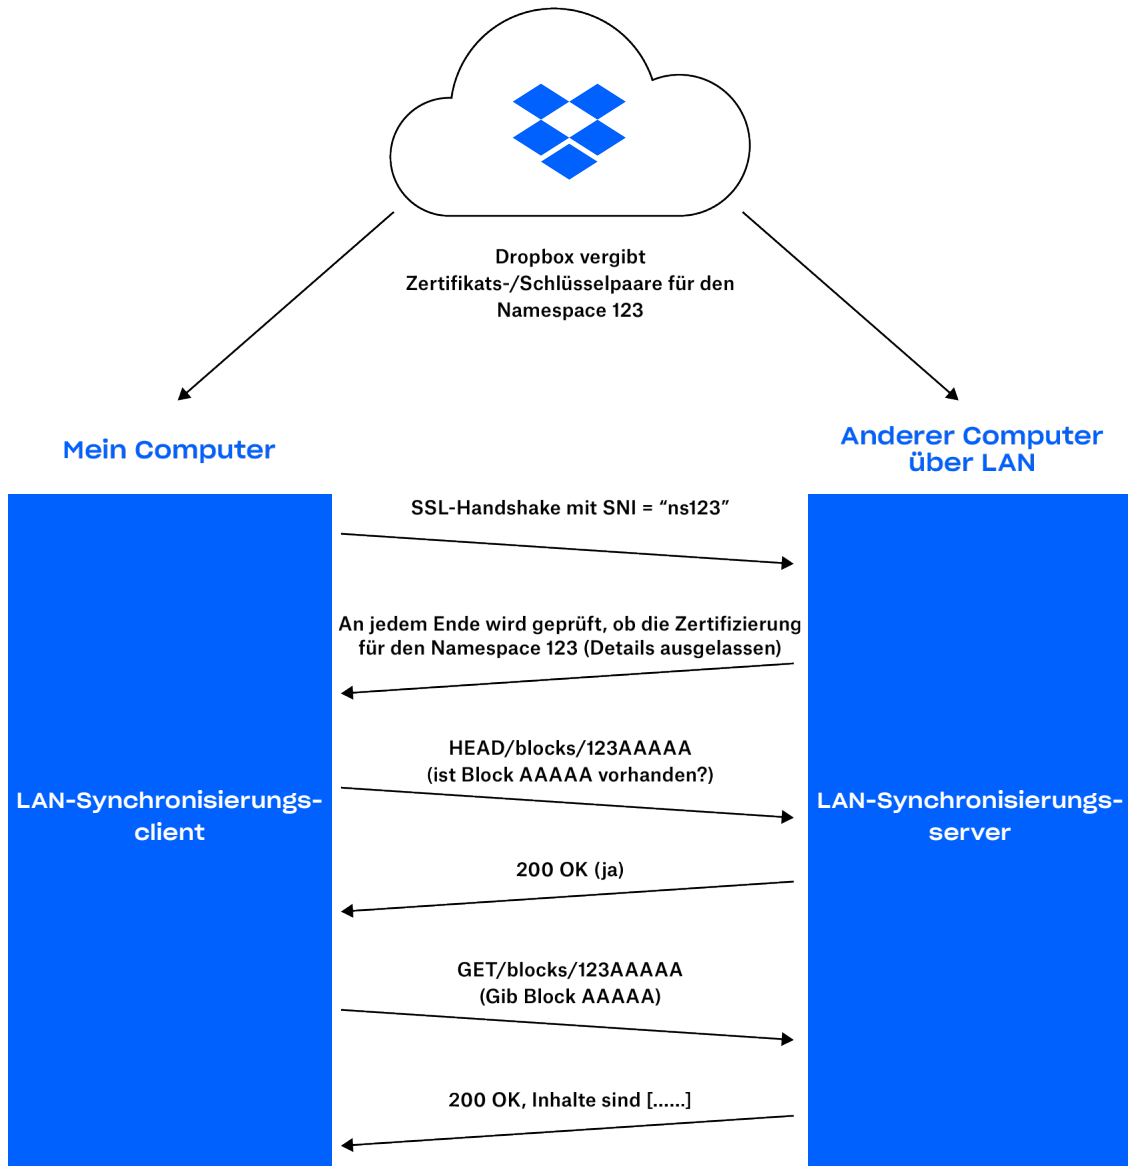 Dropbox vergibt
Zertifikats-/Schlüsselpaare für den
Namespace 123
Mein Computer
Anderer Computer
über LAN
SSL-Handshake mit SNI = “ns123”
An jedem Ende wird geprüft, ob die Zertifizierung
für den Namespace 123 (Details ausgelassen)
HEAD/blocks/123AAAAA
(ist Block AAAAA vorhanden?)
LAN-Synchronisierungs-
client
LAN-Synchronisierungs-
server
200 OK (ja)
GET/blocks/123AAAAA
(Gib Block AAAAA)
200 OK, Inhalte sind [......]